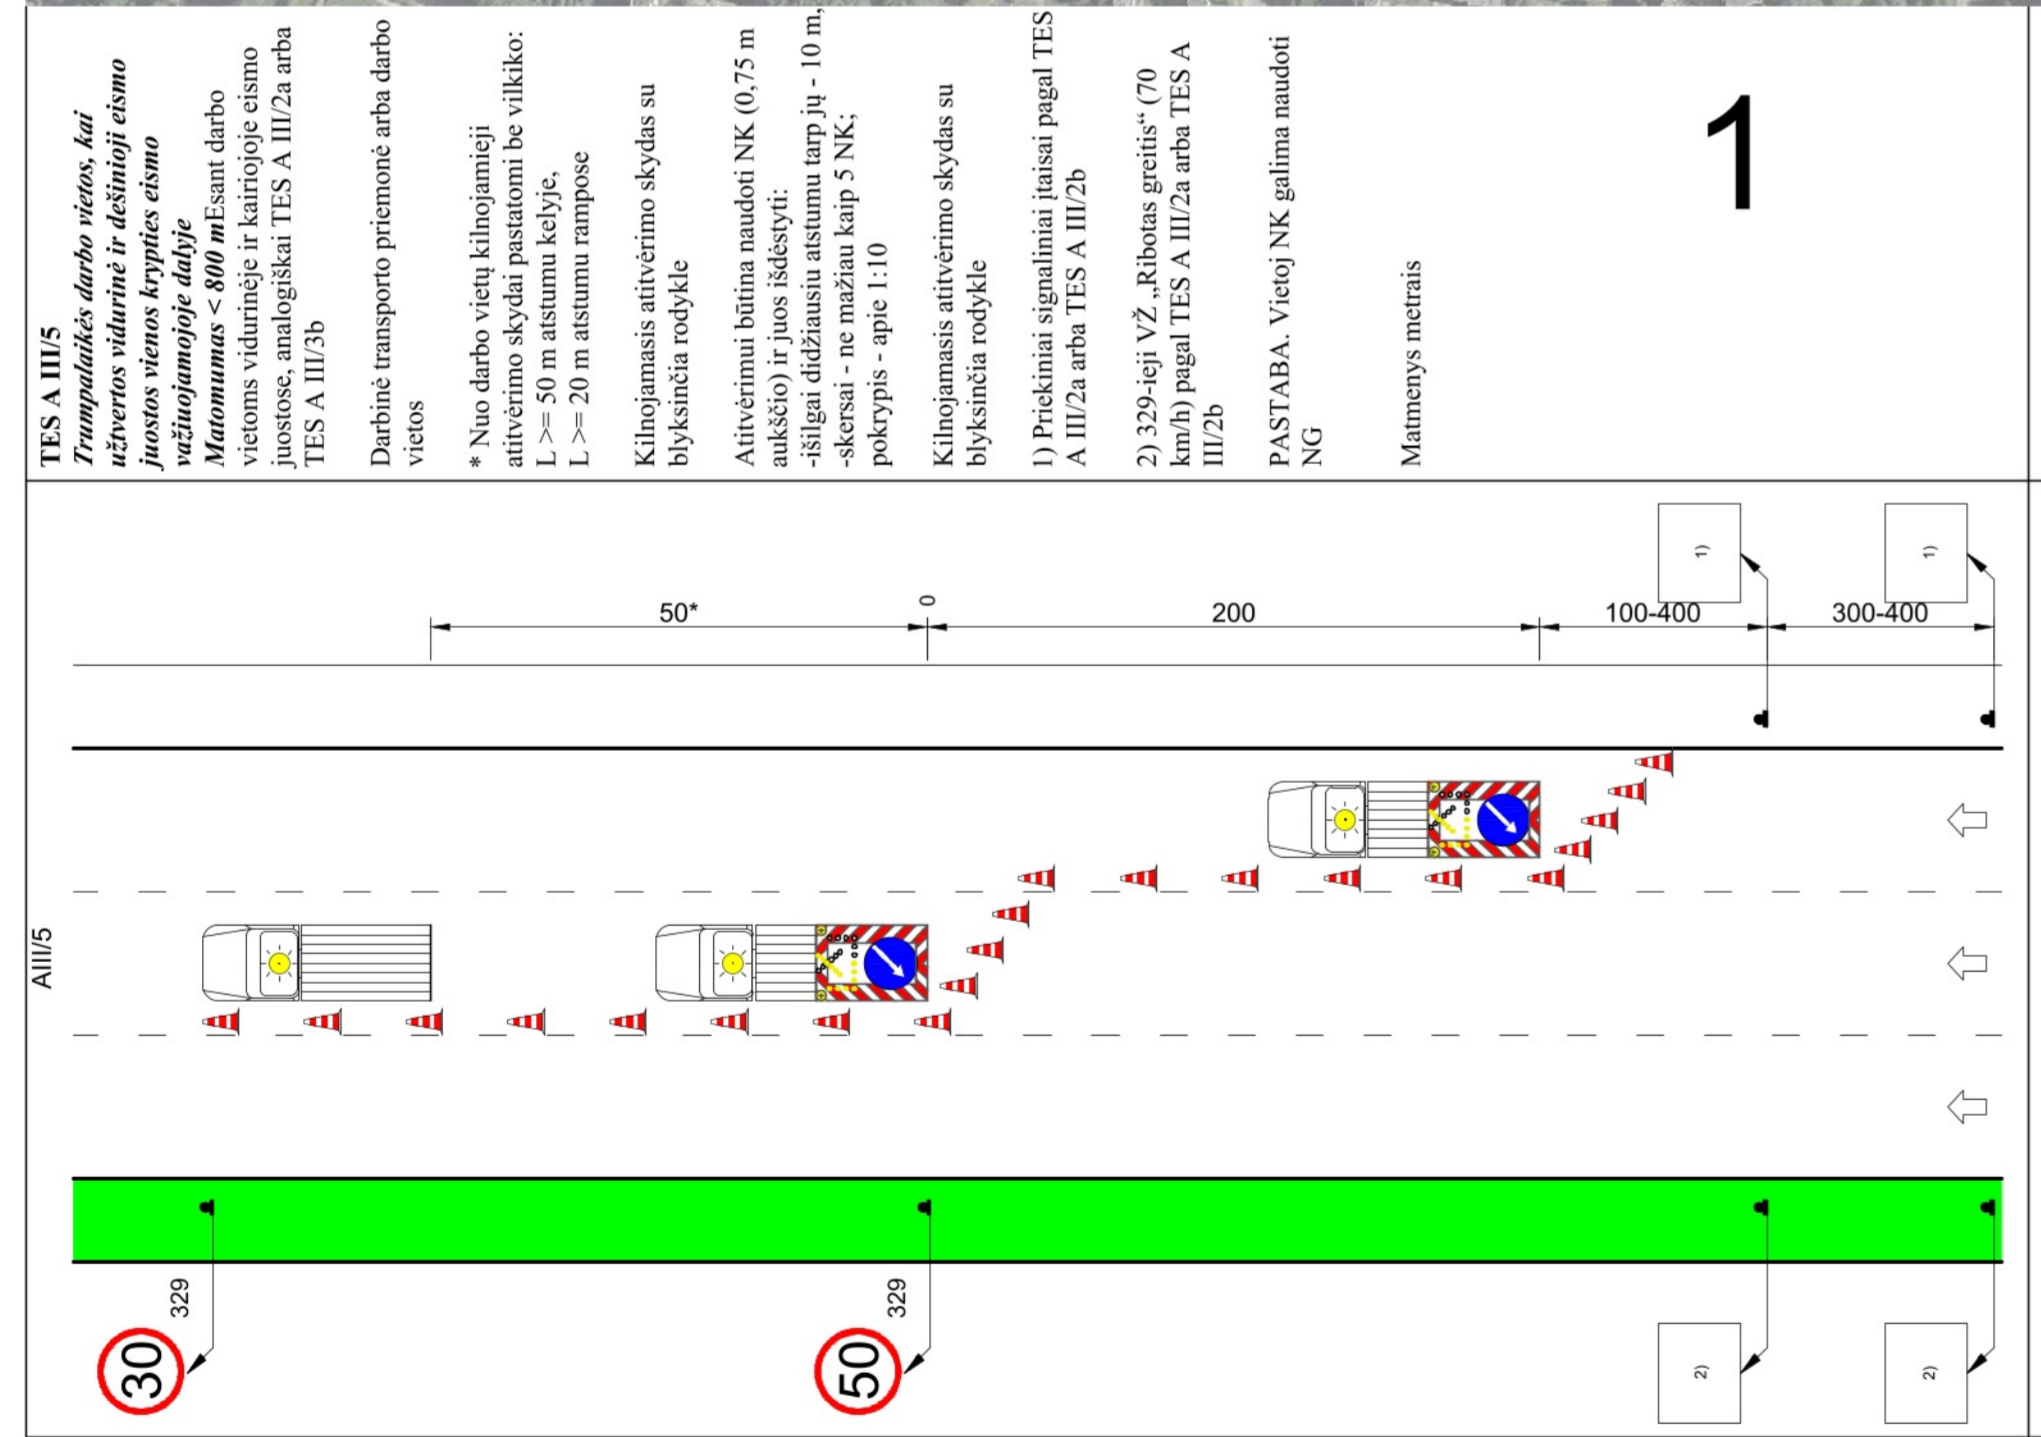 TES A III/5
Trumpalaikės darbo vietos, kai
užtvertos vidurinė ir dešinioji eismo
juostos vienos krypties eismo
važiuojamojoje dalyje
Matomumas < 800 mEsant darbo
vietoms vidurinėje ir kairiojoje eismo
juostose, analogiškai TES A III/2a arba
TES A III/3b
Darbinė transporto priemonė arba darbo
vietos
* Nuo darbo vietų kilnojamieji
atitvėrimo skydai pastatomi be vilkiko:
L >= 50 m atstumu kelyje,
L >= 20 m atstumu rampose
Kilnojamasis atitvėrimo skydas su
blyksinčia rodykle
Atitvėrimui būtina naudoti NK (0,75 m
aukščio) ir juos išdėstyti:
-išilgai didžiausiu atstumu tarp jų - 10 m,
-skersai - ne mažiau kaip 5 NK;
pokrypis - apie 1:10
Kilnojamasis atitvėrimo skydas su
blyksinčia rodykle
1) Priekiniai signaliniai įtaisai pagal TES
A III/2a arba TES A III/2b
2) 329-ieji VŽ „Ribotas greitis“ (70
km/h) pagal TES A III/2a arba TES A
III/2b
PASTABA. Vietoj NK galima naudoti
NG
Matmenys metrais
1
AIII/5
50*
0
200
100-400
300-400
1)
1)
30
329
50
329
2)
2)